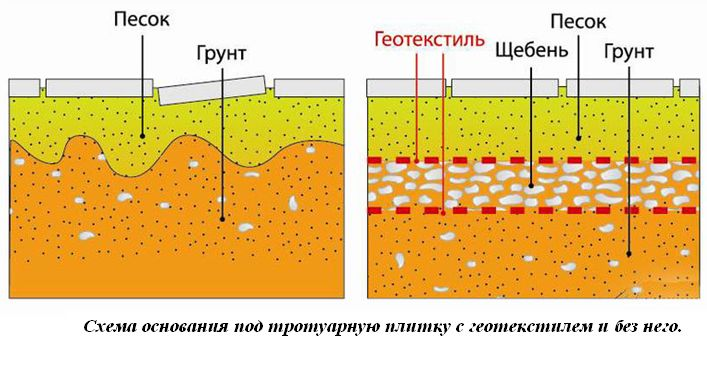 Песок
Грунт
Геотекстиль
Песок
Щебень
Грунт
Схема основания под тротуарную плитку с геотекстилем и без него.